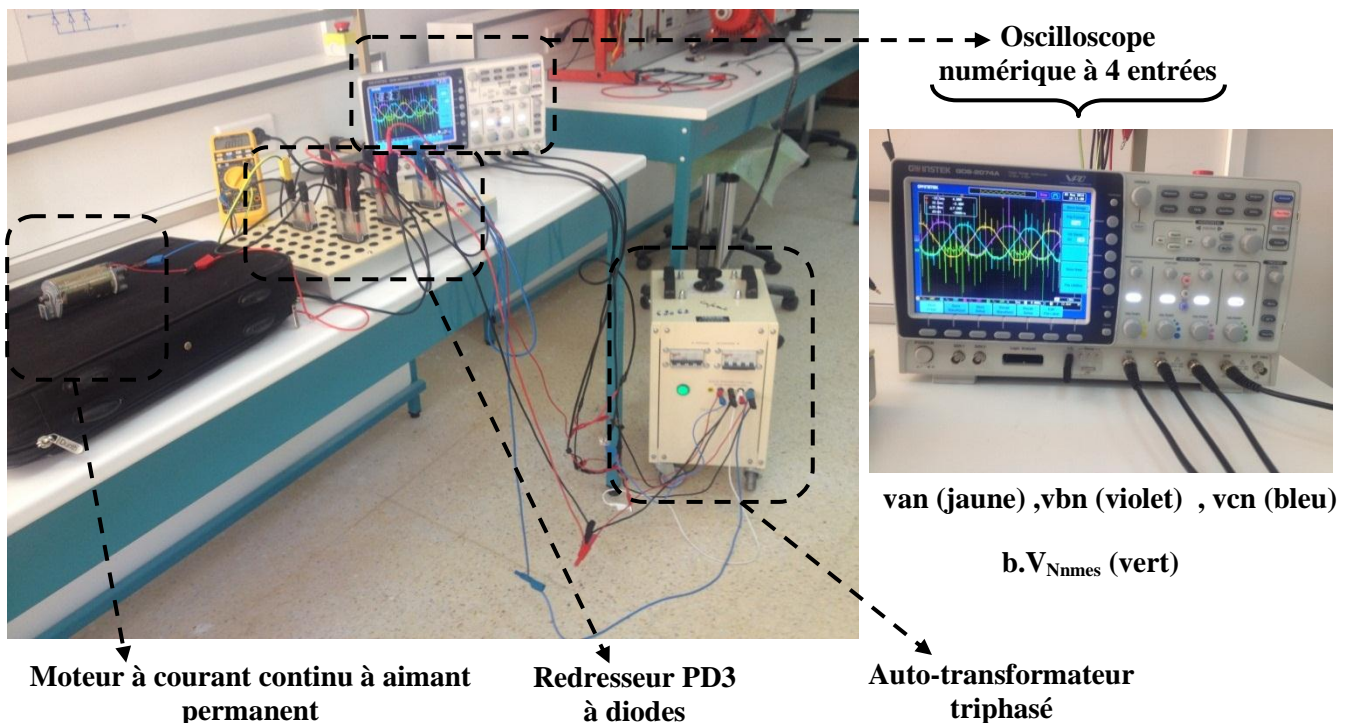 Oscilloscope
numérique à 4 entrées
GW INSTEK
van (jaune) ,vbn (violet) , vcn (bleu)
b.V_Nnmes (vert)
Moteur à courant continu à aimant
permanent
Redresseur PD3
à diodes
Auto-transformateur
triphasé